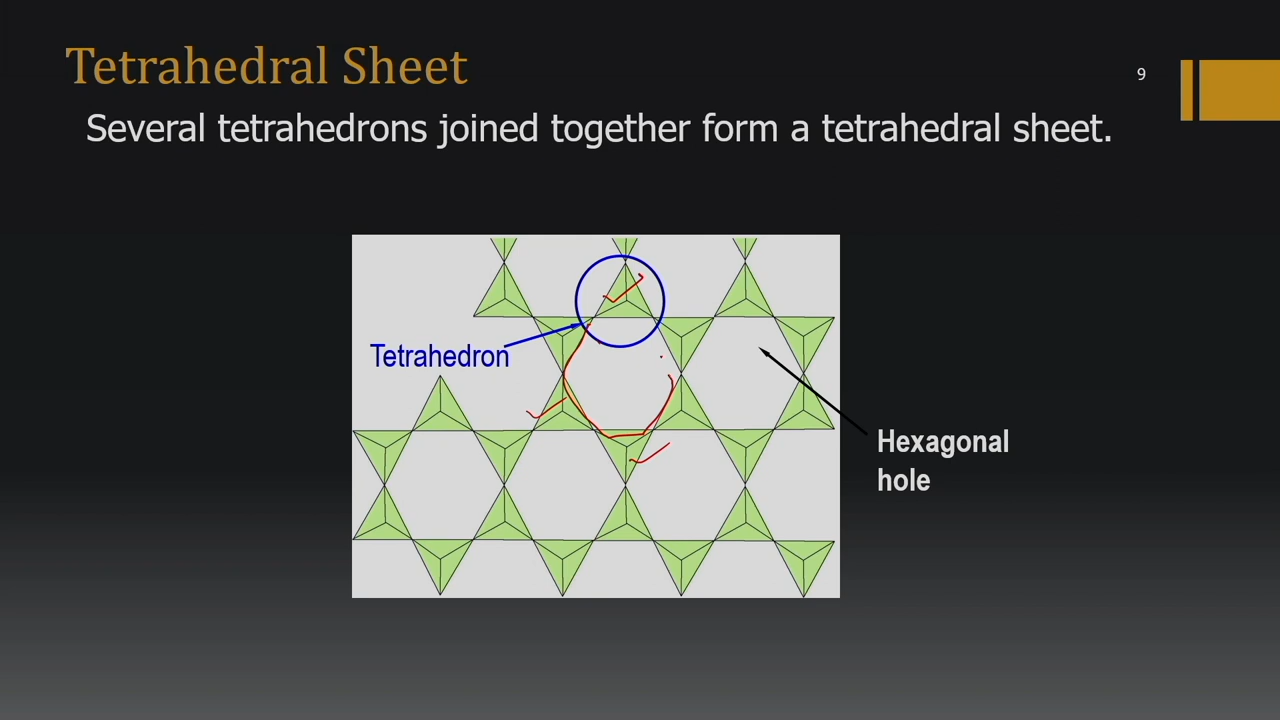 Tetrahedral Sheet
9
Several tetrahedrons joined together form a tetrahedral sheet.
Tetrahedron
Hexagonal
hole